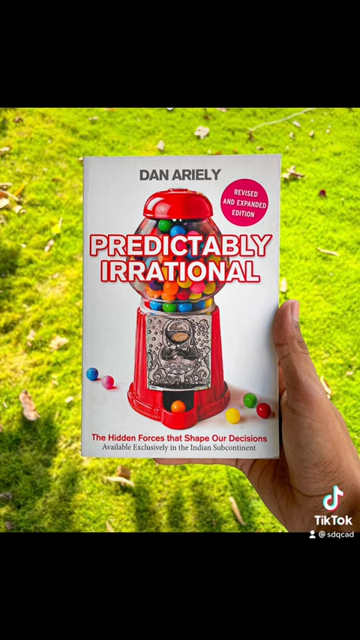 DAN ARIELY
REVISED
AND EXPANDED
EDITION
PREDICTABLY
IRRATIONAL
The Hidden Forces that Shape Our Decisions
Available Exclusively in the Indian Subcontinent
TikTok
@ sdqcad